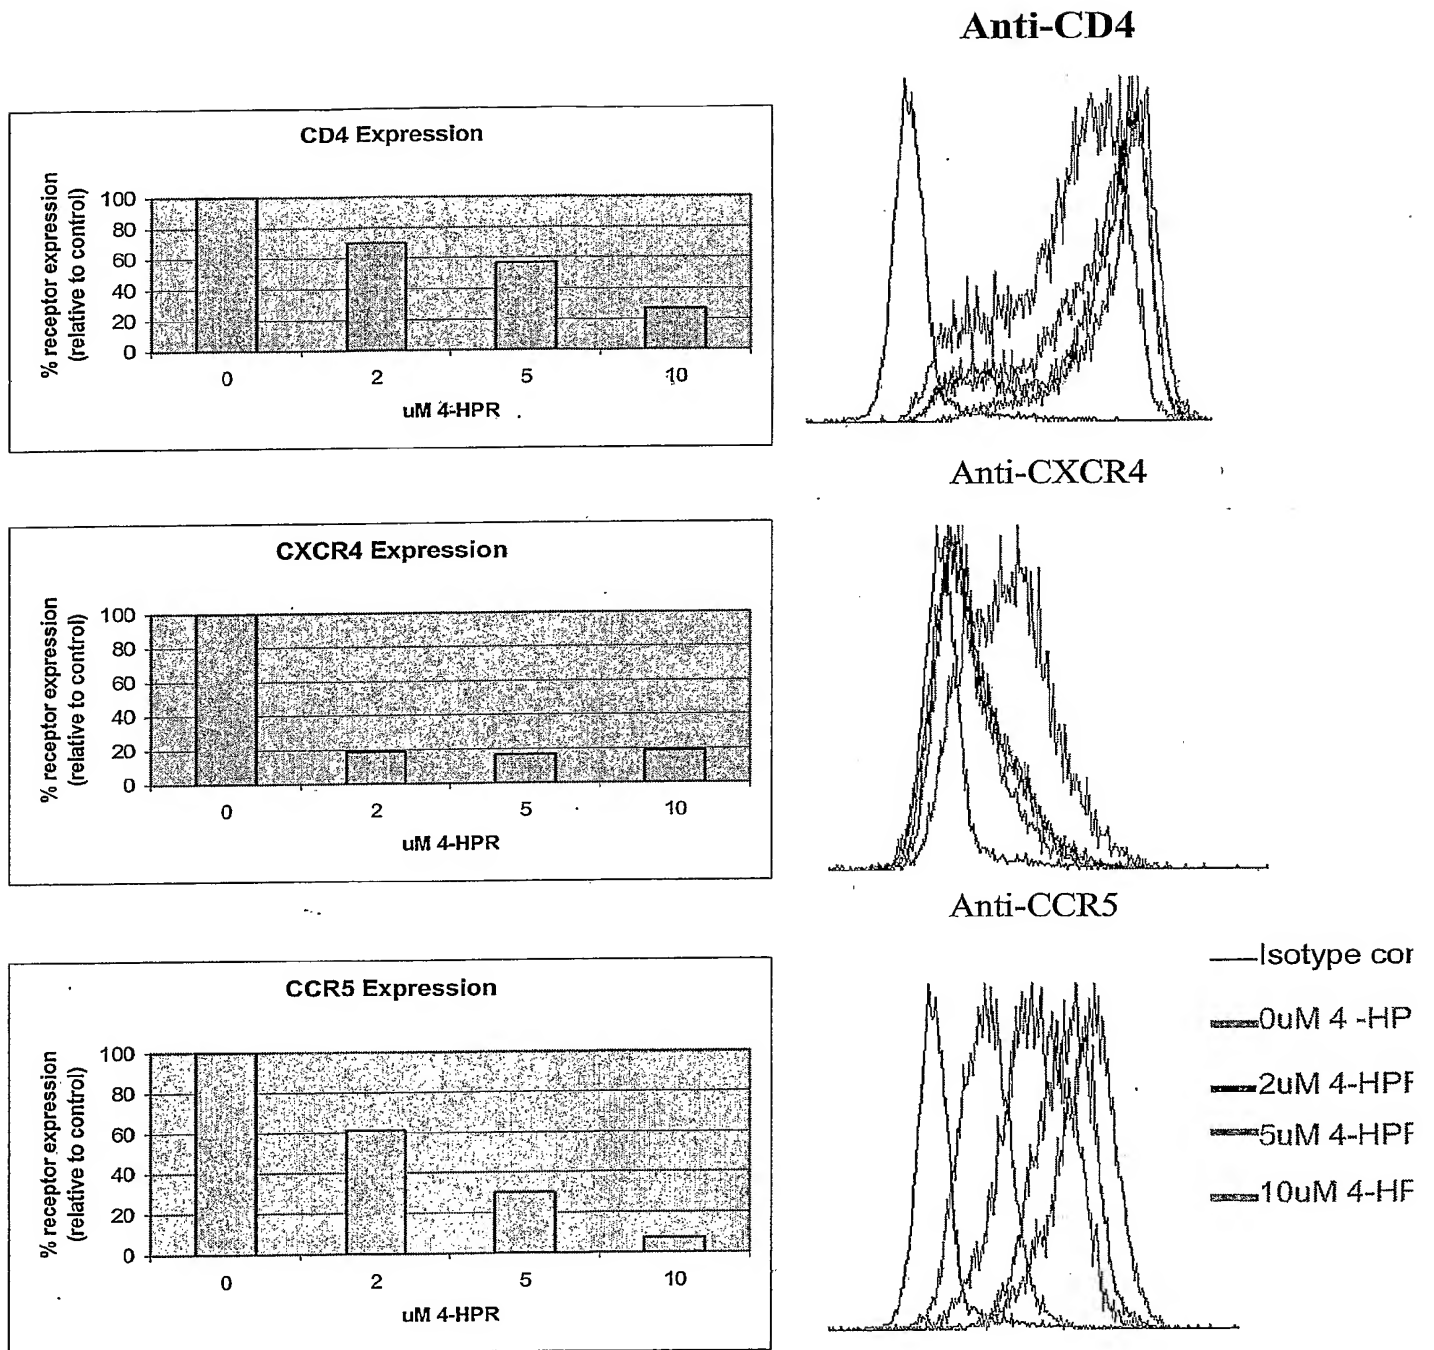 Anti-CD4
CD4 Expression
% receptor expression
(relative to control)
100
80
60
40
20
0
0 2 5 10
uM 4-HPR
Anti-CXCR4
CXCR4 Expression
% receptor expression
(relative to control)
100
80
60
40
20
0
0 2 5 10
uM 4-HPR
Anti-CCR5
CCR5 Expression
% receptor expression
(relative to control)
100
80
60
40
20
0
0 2 5 10
uM 4-HPR
Isotype cor
0uM 4 -HP
2uM 4-HPF
5uM 4-HPF
10uM 4-HF